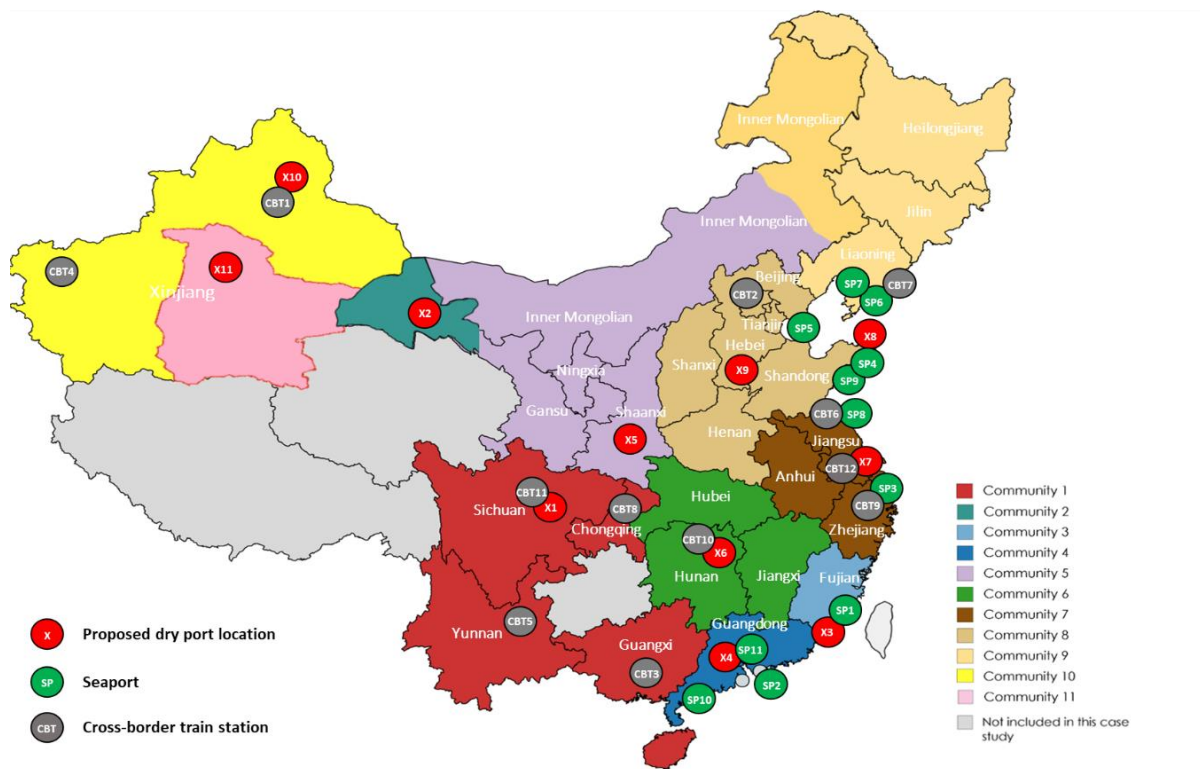 Inner Mongolian
Heilongjiang
X10
CBT1
Jilin
Inner Mongolian
Liaoning
CBT4
X11
Xinjiang
Beijing
SP7
CBT7
CBT2
SP6
X2
Inner Mongolian
Tianjin
SP5
X8
Hebei
Shanxi
X9
SP4
Ningxia
Shandong
SP9
Gansu
Shaanxi
CBT6
SP8
X5
Henan
Jiangsu
X7
CBT12
Anhui
SP3
CBT11
Sichuan
X1
CBT8
Hubei
CBT9
Chongqing
Zhejiang
CBT10
X6
Hunan
Jiangxi
Fujian
SP1
CBT5
Yunnan
Guangdong
X3
Guangxi
SP11
X4
CBT3
SP2
SP10
X Proposed dry port location
SP Seaport
CBT Cross-border train station
Community 1
Community 2
Community 3
Community 4
Community 5
Community 6
Community 7
Community 8
Community 9
Community 10
Community 11
Not included in this case
study